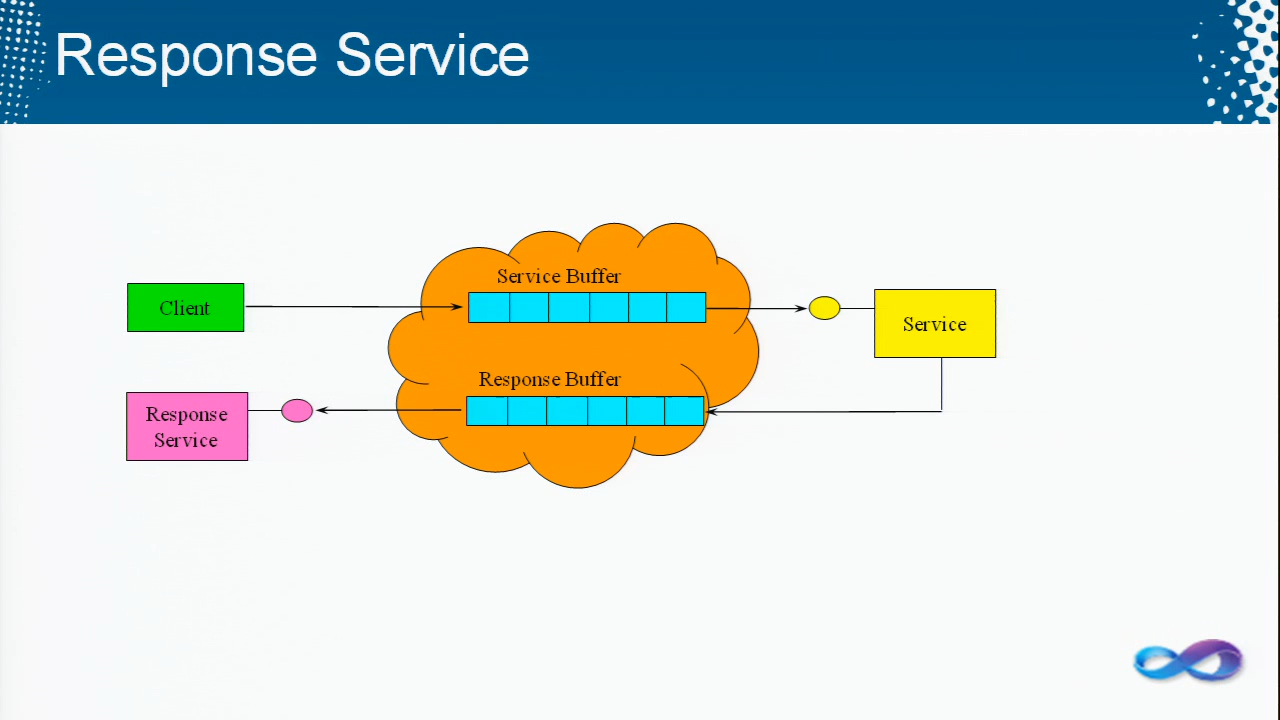 Response Service
Service Buffer
Client
Service
Response Buffer
Response
Service